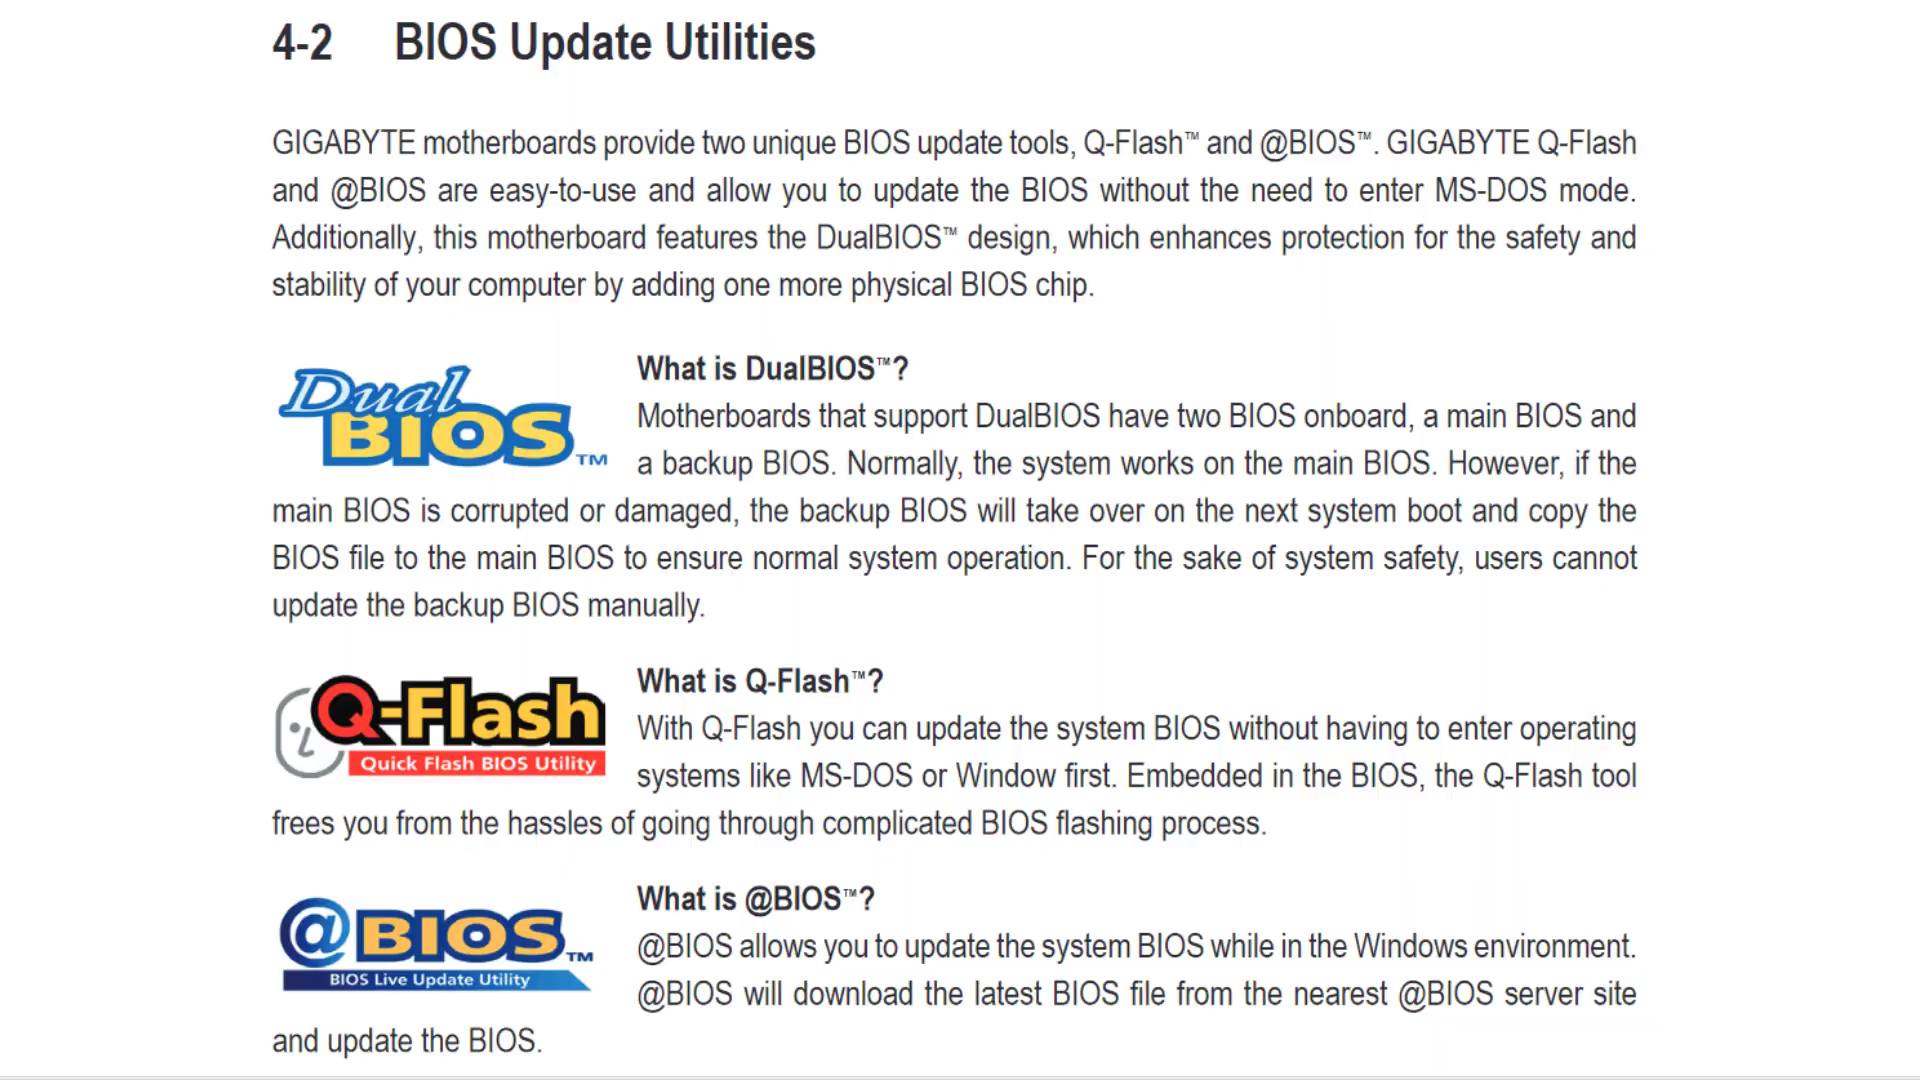 4-2 BIOS Update Utilities
GIGABYTE motherboards provide two unique BIOS update tools, Q-Flash™ and @BIOS™. GIGABYTE Q-Flash
and @BIOS are easy-to-use and allow you to update the BIOS without the need to enter MS-DOS mode.
Additionally, this motherboard features the DualBIOS™ design, which enhances protection for the safety and
stability of your computer by adding one more physical BIOS chip.
Dual
BIOS™
What is DualBIOS™?
Motherboards that support DualBIOS have two BIOS onboard, a main BIOS and
a backup BIOS. Normally, the system works on the main BIOS. However, if the
main BIOS is corrupted or damaged, the backup BIOS will take over on the next system boot and copy the
BIOS file to the main BIOS to ensure normal system operation. For the sake of system safety, users cannot
update the backup BIOS manually.
Q-Flash
Quick Flash BIOS Utility
What is Q-Flash™?
With Q-Flash you can update the system BIOS without having to enter operating
systems like MS-DOS or Window first. Embedded in the BIOS, the Q-Flash tool
frees you from the hassles of going through complicated BIOS flashing process.
@BIOS™
BIOS Live Update Utility
What is @BIOS™?
@BIOS allows you to update the system BIOS while in the Windows environment.
@BIOS will download the latest BIOS file from the nearest @BIOS server site
and update the BIOS.